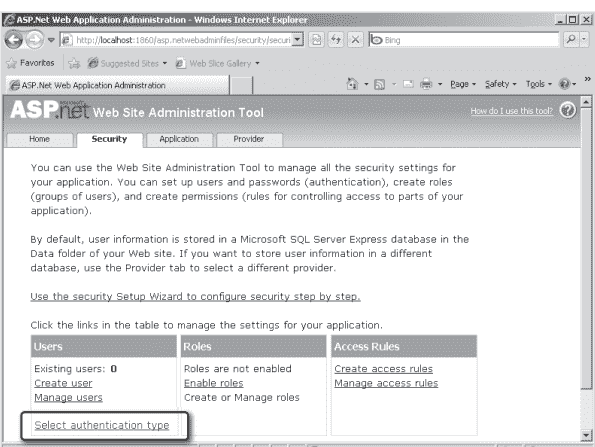 ASP.Net Web Application Administration - Windows Internet Explorer
http://localhost:1860/asp.netwebadminfiles/security/securi
Bing
Favorites
Suggested Sites
Web Slice Gallery
ASP.Net Web Application Administration
Page
Safety
Tools
Microsoft
ASP.net Web Site Administration Tool
How do I use this tool?
Home
Security
Application
Provider
You can use the Web Site Administration Tool to manage all the security settings for
your application. You can set up users and passwords (authentication), create roles
(groups of users), and create permissions (rules for controlling access to parts of your
application).
By default, user information is stored in a Microsoft SQL Server Express database in the
Data folder of your Web site. If you want to store user information in a different
database, use the Provider tab to select a different provider.
Use the security Setup Wizard to configure security step by step.
Click the links in the table to manage the settings for your application.
Users
Existing users: 0
Create user
Manage users
Select authentication type
Roles
Roles are not enabled
Enable roles
Create or Manage roles
Access Rules
Create access rules
Manage access rules